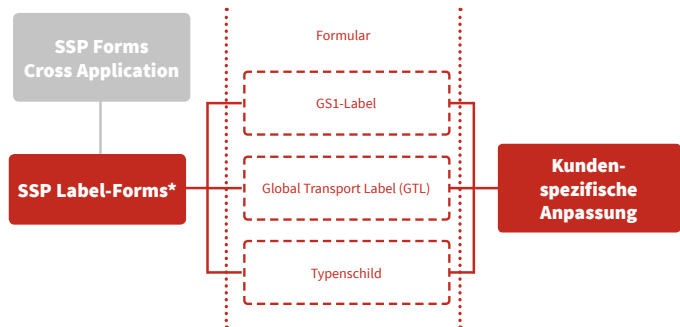 SSP Forms
Cross Application
SSP Label-Forms*
Formular
GS1-Label
Global Transport Label (GTL)
Typenschild
Kunden-
spezifische
Anpassung